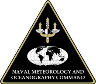 NAVAL METEOROLOGY AND
OCEANOGRAPHY COMMAND